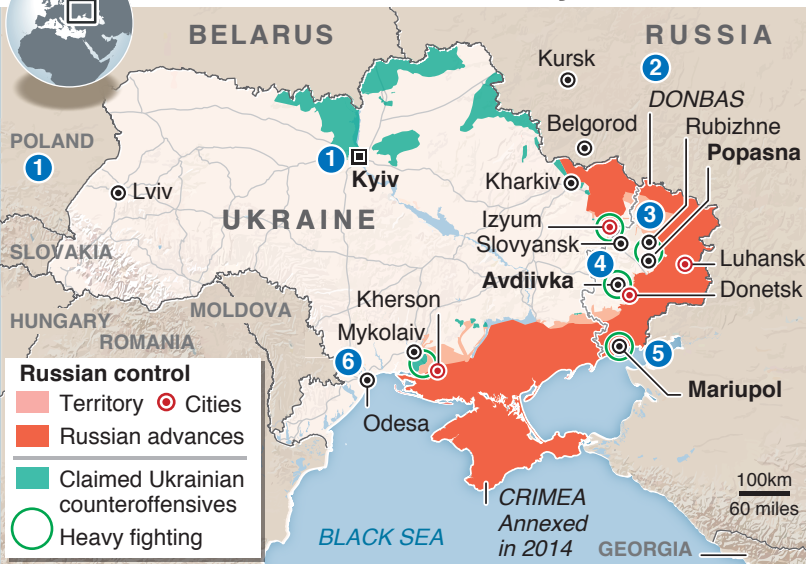 BELARUS
RUSSIA
Kursk
2
DONBAS
Belgorod
Rubizhne
Popasna
POLAND
1
1
Kyiv
Lviv
Kharkiv
UKRAINE
Izyum
3
Slovyansk
SLOVAKIA
4
Luhansk
Avdiivka
Donetsk
Kherson
MOLDOVA
HUNGARY
Mykolaiv
ROMANIA
6
5
Mariupol
Odesa
Russian control
Territory
Cities
Russian advances
Claimed Ukrainian
counteroffensives
Heavy fighting
100km
60 miles
CRIMEA
Annexed
in 2014
BLACK SEA
GEORGIA